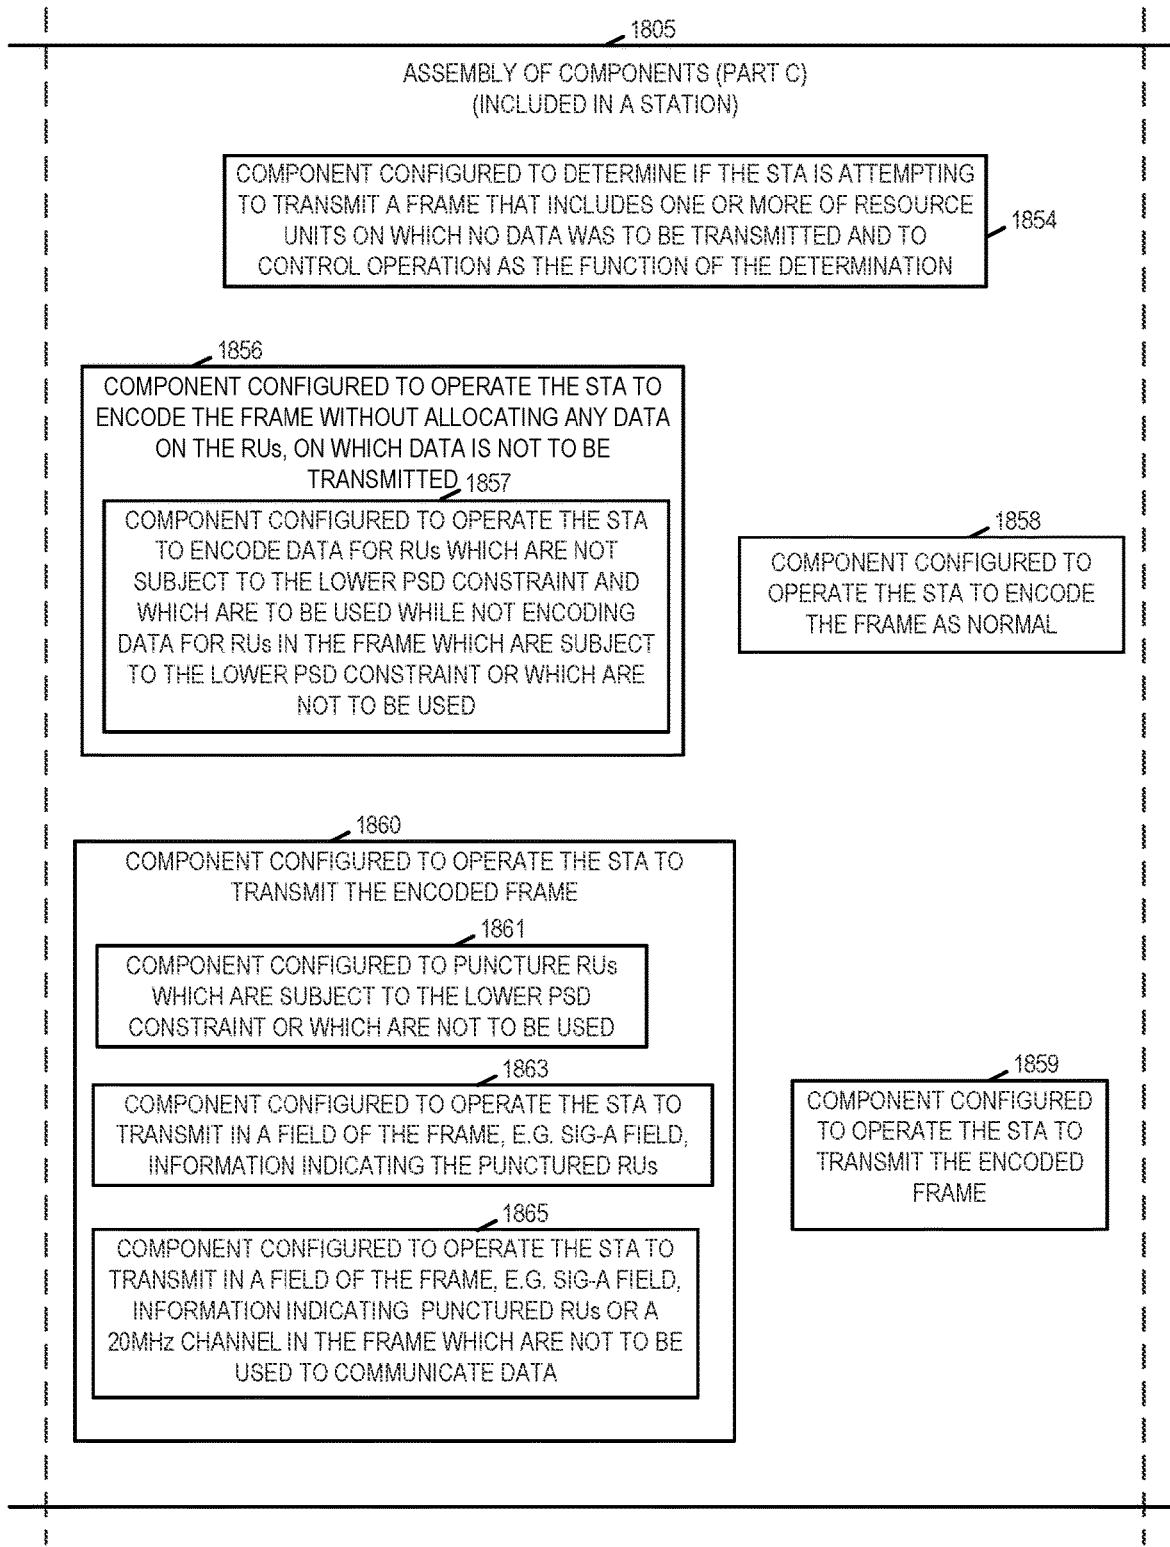 1805
ASSEMBLY OF COMPONENTS (PART C)
(INCLUDED IN A STATION)
COMPONENT CONFIGURED TO DETERMINE IF THE STA IS ATTEMPTING
TO TRANSMIT A FRAME THAT INCLUDES ONE OR MORE OF RESOURCE
UNITS ON WHICH NO DATA WAS TO BE TRANSMITTED AND TO
CONTROL OPERATION AS THE FUNCTION OF THE DETERMINATION
1854
1856
COMPONENT CONFIGURED TO OPERATE THE STA TO
ENCODE THE FRAME WITHOUT ALLOCATING ANY DATA
ON THE RUs, ON WHICH DATA IS NOT TO BE
TRANSMITTED
1857
COMPONENT CONFIGURED TO OPERATE THE STA
TO ENCODE DATA FOR RUs WHICH ARE NOT
SUBJECT TO THE LOWER PSD CONSTRAINT AND
WHICH ARE TO BE USED WHILE NOT ENCODING
DATA FOR RUs IN THE FRAME WHICH ARE SUBJECT
TO THE LOWER PSD CONSTRAINT OR WHICH ARE
NOT TO BE USED
1858
COMPONENT CONFIGURED TO
OPERATE THE STA TO ENCODE
THE FRAME AS NORMAL
1860
COMPONENT CONFIGURED TO OPERATE THE STA TO
TRANSMIT THE ENCODED FRAME
1861
COMPONENT CONFIGURED TO PUNCTURE RUs
WHICH ARE SUBJECT TO THE LOWER PSD
CONSTRAINT OR WHICH ARE NOT TO BE USED
1863
COMPONENT CONFIGURED TO OPERATE THE STA TO
TRANSMIT IN A FIELD OF THE FRAME, E.G. SIG-A FIELD,
INFORMATION INDICATING THE PUNCTURED RUs
1865
COMPONENT CONFIGURED TO OPERATE THE STA TO
TRANSMIT IN A FIELD OF THE FRAME, E.G. SIG-A FIELD,
INFORMATION INDICATING PUNCTURED RUs OR A
20MHz CHANNEL IN THE FRAME WHICH ARE NOT TO BE
USED TO COMMUNICATE DATA
1859
COMPONENT CONFIGURED
TO OPERATE THE STA TO
TRANSMIT THE ENCODED
FRAME